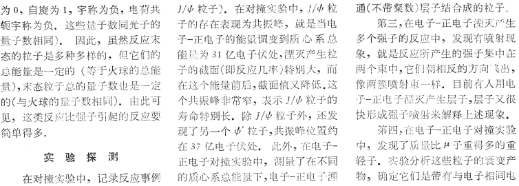 为0，自旋为1，宇称为负，电荷共
轭宇称为负。这些量子数同光子的
量子数相同）。因此，虽然反应末
态的粒子是多种多样的，但它们的
总能量是一定的（等于火球的总能
量），末态粒子总的量子数也是一定
的（与火球的量子数相同）。由此可
见，这类反应比强子引起的反应要
简单得多。
实验探测
在对撞实验中，记录反应事例
J/ψ粒子）。在对撞实验中，J/ψ粒
子的存在表现为共振峰，就是当电
子-正电子的能量调变到质心系总
能量为31亿电子伏处，湮灭产生粒
子的截面（即反应几率）特别大，而
在这个能量前后，截面值又降低。这
个共振峰非常窄，表示J/ψ粒子的
寿命特别长。除J/ψ粒子外，还发
现了另一个ψ′粒子，共振峰位置约
在37亿电子伏处。此外，在电子-
正电子对撞实验中，测量了在不同
的质心系总能量下，电子-正电子湮
通（不带粲数）层子结合成的粒子。
第三，在电子-正电子湮灭产生
多个强子的反应中，发现有喷射现
象，就是反应所产生的强子集中在
两个束中，它们朝相反的方向飞出，
像两簇喷射束一样。目前有人用电
子-正电子湮灭产生层子，层子又很
快形成强子喷射来解释上述现象。
第四，在电子-正电子对撞实验
中，发现了质量比μ子重得多的重
轻子。实验分析这些粒子的衰变产
物，确定它们是带有与电子相同电